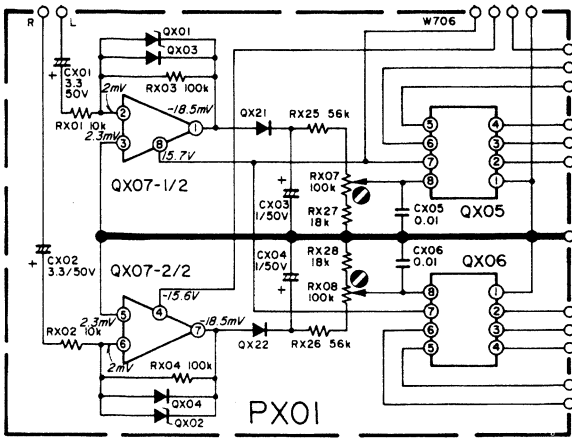 R L
W706
QX01
QX03
CX01
3.3
50V
RX03 100k
2mV
-18.5mV
RX01 10k
2
1
2.3mV
3
8
15.7V
QX07-1/2
QX21
RX25 56k
RX07
100k
RX27
18k
CX03
1/50V
CX05
0.01
5 4
6 3
7 2
8 1
QX05
CX02
3.3/50V
QX07-2/2
CX04
1/50V
RX28
18k
RX08
100k
CX06
0.01
QX06
8 1
7 2
6 3
5 4
-15.6V
4
2.3mV
5
-18.5mV
7
RX02 10k
6
2mV
QX22
RX26 56k
RX04 100k
QX04
QX02
PX01